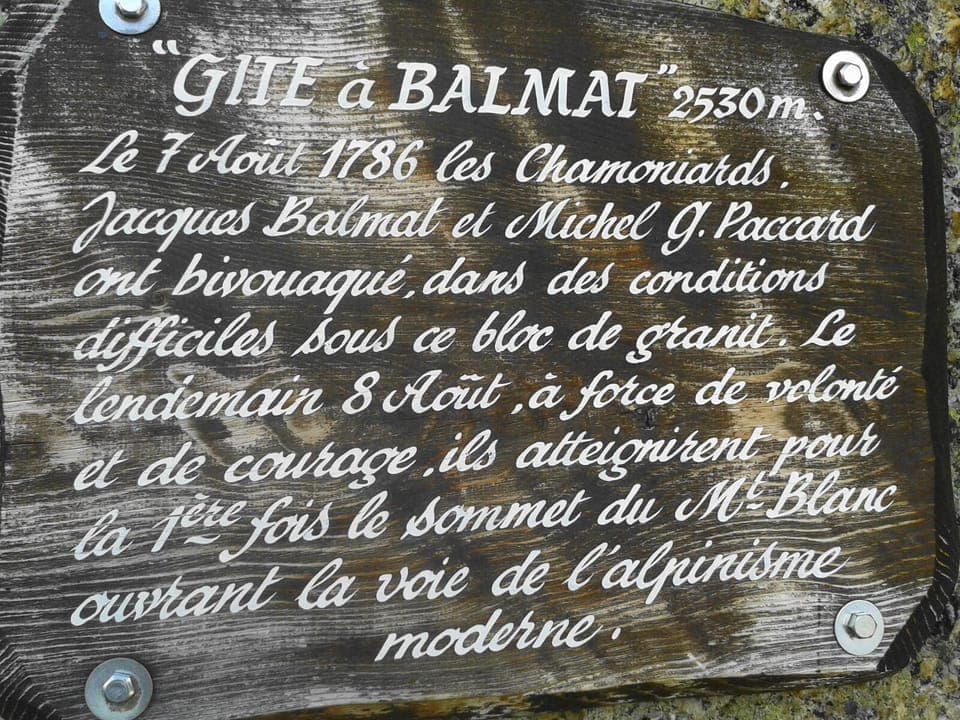 "GITE à BALMAT" 2530 m.
Le 7 Août 1786 les Chamoniards,
Jacques Balmat et Michel G. Paccard
ont bivouaqué, dans des conditions
difficiles sous ce bloc de granit. Le
lendemain 8 Août, à force de volonté
et de courage, ils atteignirent pour
la 1ère fois le sommet du Mt Blanc
ouvrant la voie de l'alpinisme
moderne.